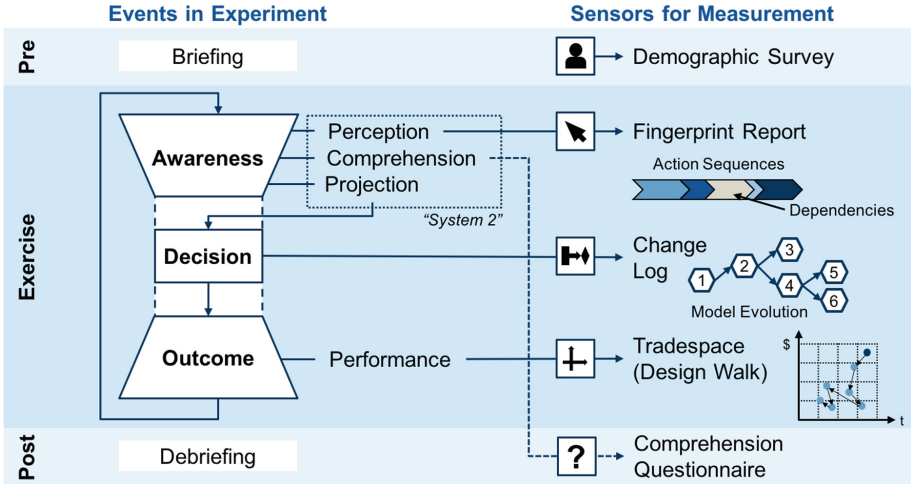 Events in Experiment
Sensors for Measurement
Pre
Briefing
Demographic Survey
Exercise
Awareness
Perception
Comprehension
Projection
“System 2”
Fingerprint Report
Action Sequences
Dependencies
Decision
Change
Log
1
2
3
4
5
6
Model Evolution
Outcome
Performance
Tradespace
(Design Walk)
$
t
Post
Debriefing
?
Comprehension
Questionnaire